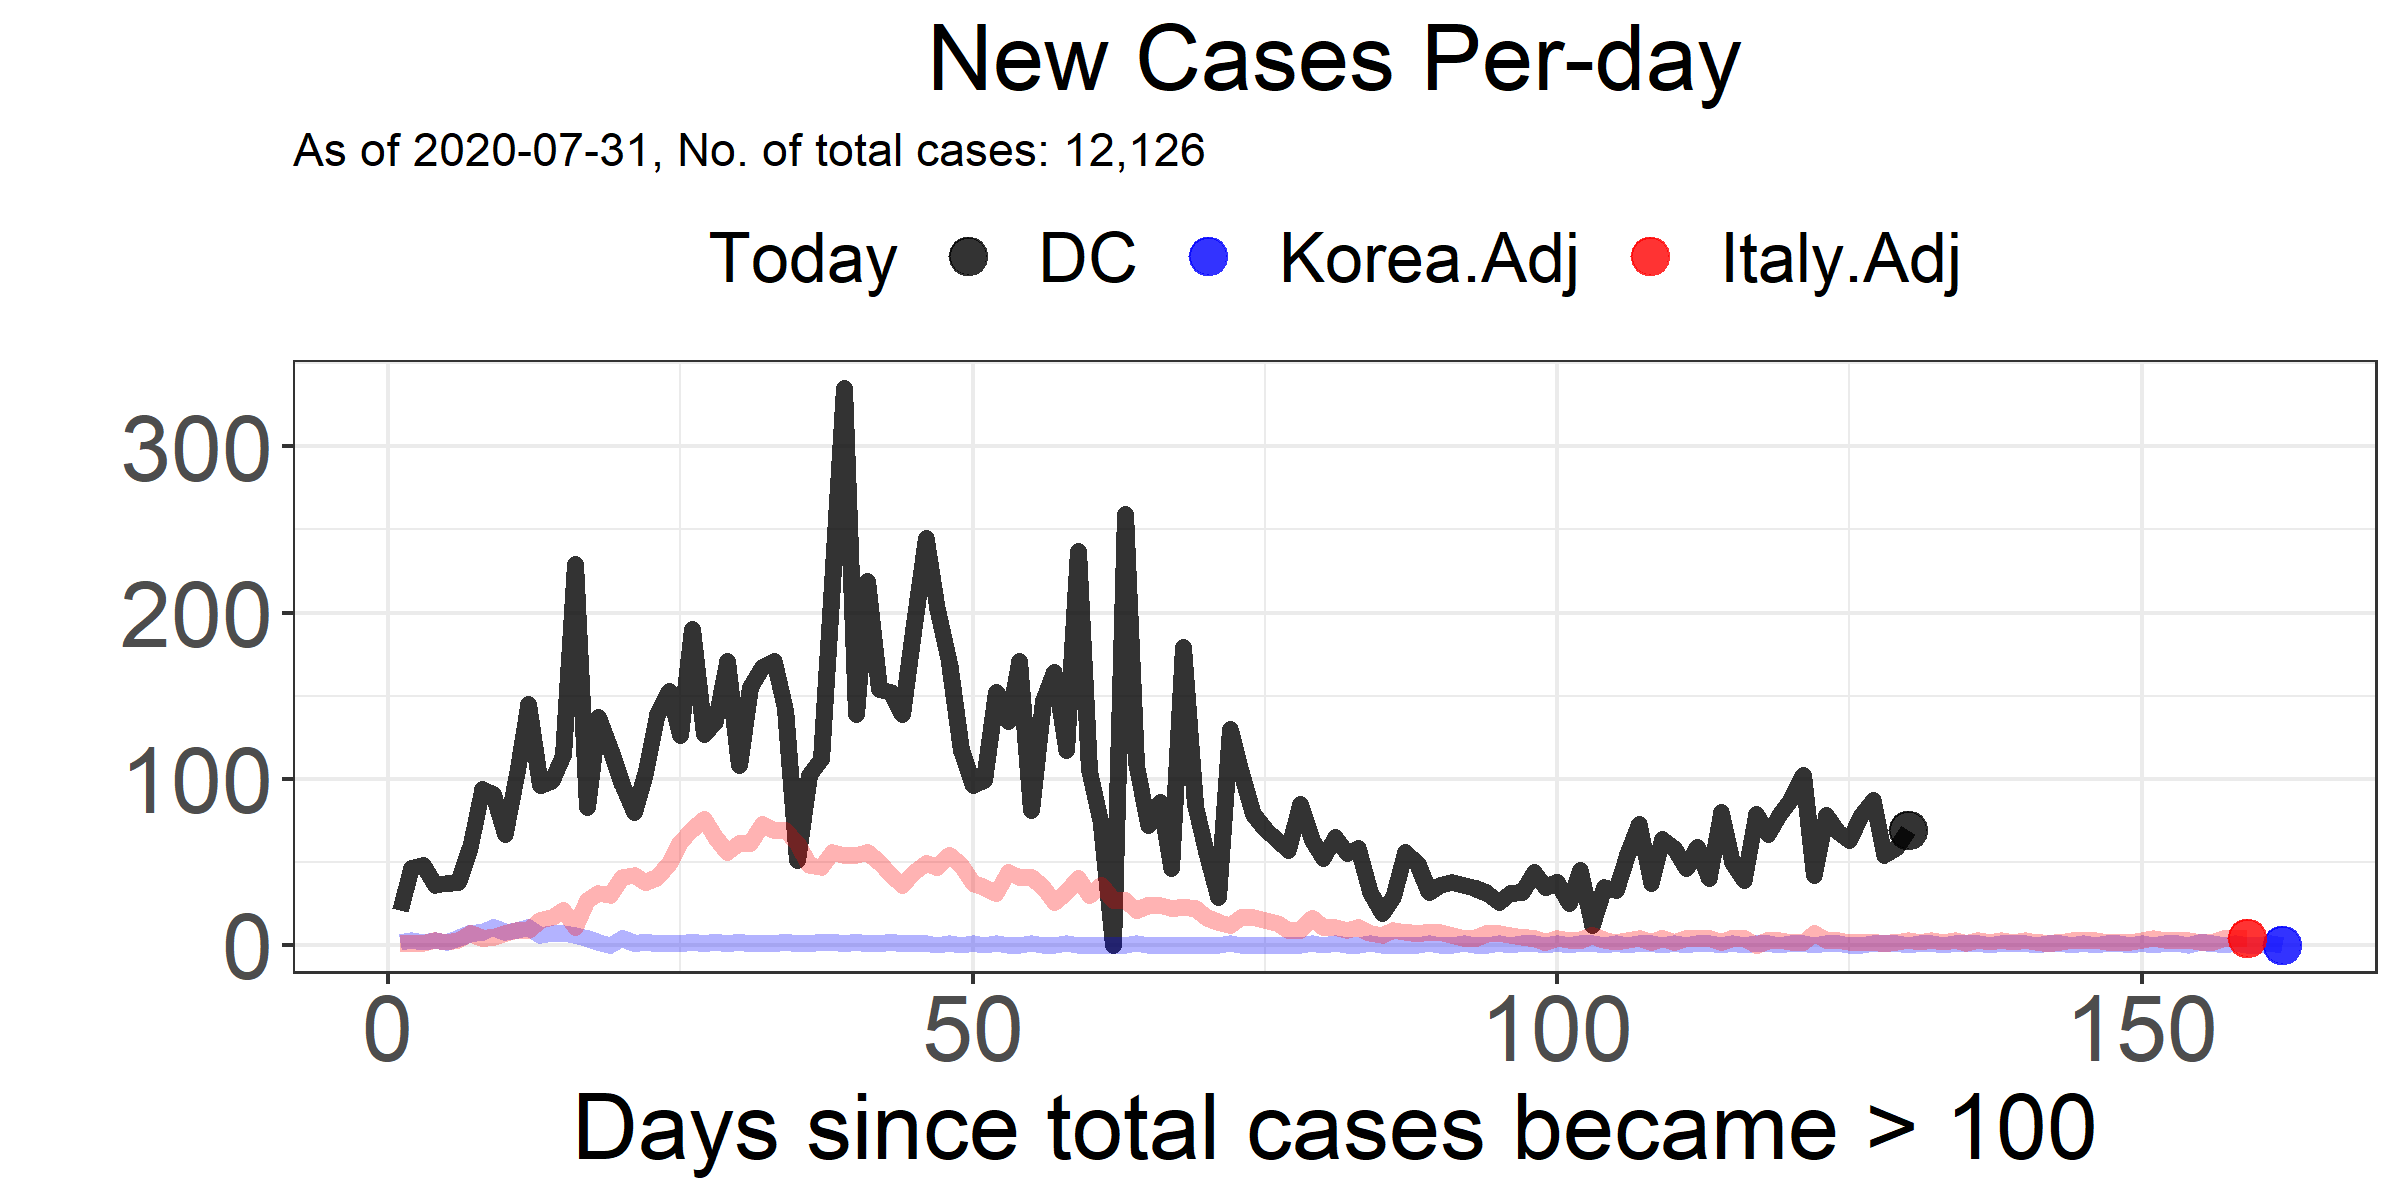 New Cases Per-day
As of 2020-07-31, No. of total cases: 12,126
Today DC Korea.Adj Italy.Adj
300
200
100
0
0 50 100 150
Days since total cases became > 100